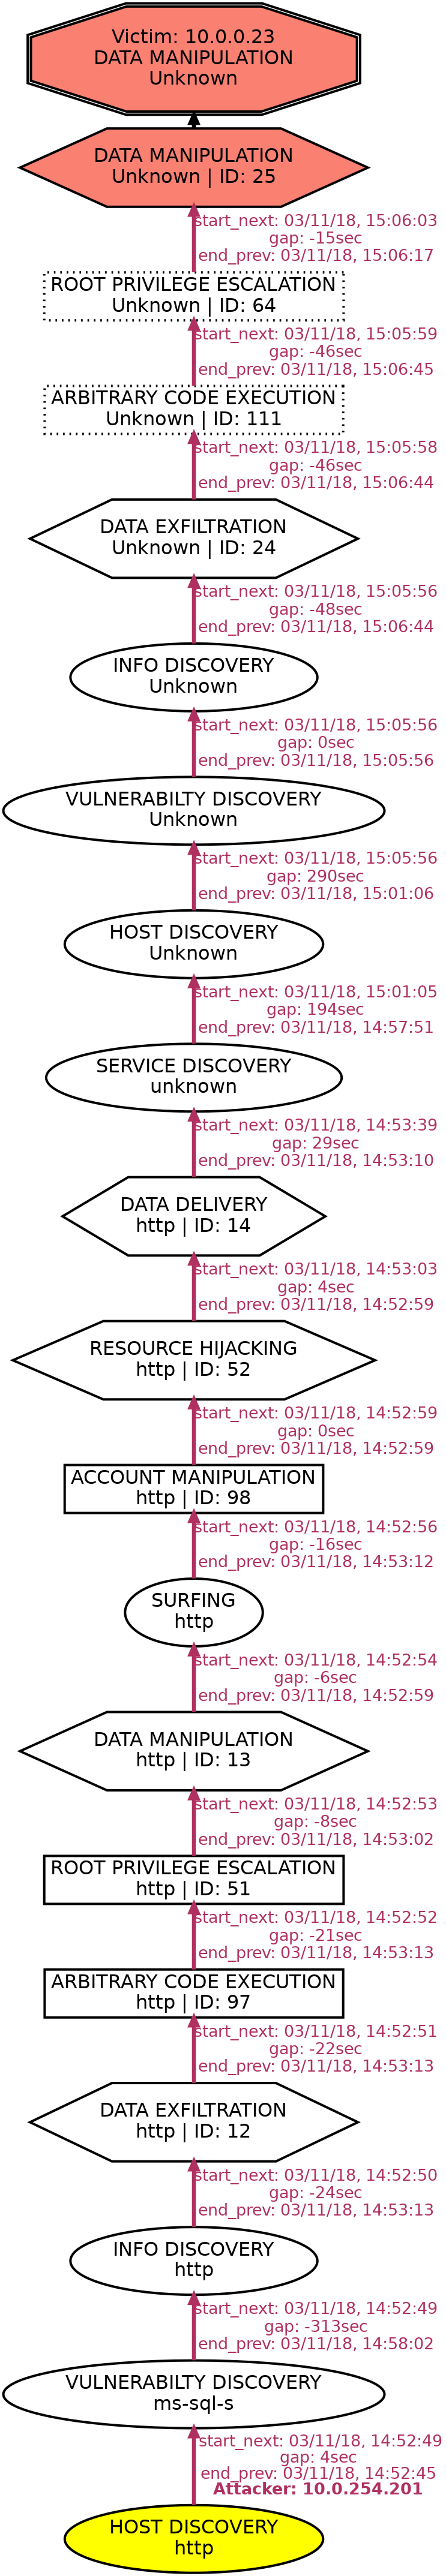 Victim: 10.0.0.23
DATA MANIPULATION
Unknown
DATA MANIPULATION
Unknown | ID: 25
start_next: 03/11/18, 15:06:03
gap: -15sec
end_prev: 03/11/18, 15:06:17
ROOT PRIVILEGE ESCALATION
Unknown | ID: 64
start_next: 03/11/18, 15:05:59
gap: -46sec
end_prev: 03/11/18, 15:06:45
ARBITRARY CODE EXECUTION
Unknown | ID: 111
start_next: 03/11/18, 15:05:58
gap: -46sec
end_prev: 03/11/18, 15:06:44
DATA EXFILTRATION
Unknown | ID: 24
start_next: 03/11/18, 15:05:56
gap: -48sec
end_prev: 03/11/18, 15:06:44
INFO DISCOVERY
Unknown
start_next: 03/11/18, 15:05:56
gap: 0sec
end_prev: 03/11/18, 15:05:56
VULNERABILTY DISCOVERY
Unknown
start_next: 03/11/18, 15:05:56
gap: 290sec
end_prev: 03/11/18, 15:01:06
HOST DISCOVERY
Unknown
start_next: 03/11/18, 15:01:05
gap: 194sec
end_prev: 03/11/18, 14:57:51
SERVICE DISCOVERY
unknown
start_next: 03/11/18, 14:53:39
gap: 29sec
end_prev: 03/11/18, 14:53:10
DATA DELIVERY
http | ID: 14
start_next: 03/11/18, 14:53:03
gap: 4sec
end_prev: 03/11/18, 14:52:59
RESOURCE HIJACKING
http | ID: 52
start_next: 03/11/18, 14:52:59
gap: 0sec
end_prev: 03/11/18, 14:52:59
ACCOUNT MANIPULATION
http | ID: 98
start_next: 03/11/18, 14:52:56
gap: -16sec
end_prev: 03/11/18, 14:53:12
SURFING
http
start_next: 03/11/18, 14:52:54
gap: -6sec
end_prev: 03/11/18, 14:52:59
DATA MANIPULATION
http | ID: 13
start_next: 03/11/18, 14:52:53
gap: -8sec
end_prev: 03/11/18, 14:53:02
ROOT PRIVILEGE ESCALATION
http | ID: 51
start_next: 03/11/18, 14:52:52
gap: -21sec
end_prev: 03/11/18, 14:53:13
ARBITRARY CODE EXECUTION
http | ID: 97
start_next: 03/11/18, 14:52:51
gap: -22sec
end_prev: 03/11/18, 14:53:13
DATA EXFILTRATION
http | ID: 12
start_next: 03/11/18, 14:52:50
gap: -24sec
end_prev: 03/11/18, 14:53:13
INFO DISCOVERY
http
start_next: 03/11/18, 14:52:49
gap: -313sec
end_prev: 03/11/18, 14:58:02
VULNERABILTY DISCOVERY
ms-sql-s
start_next: 03/11/18, 14:52:49
gap: 4sec
end_prev: 03/11/18, 14:52:45
Attacker: 10.0.254.201
HOST DISCOVERY
http